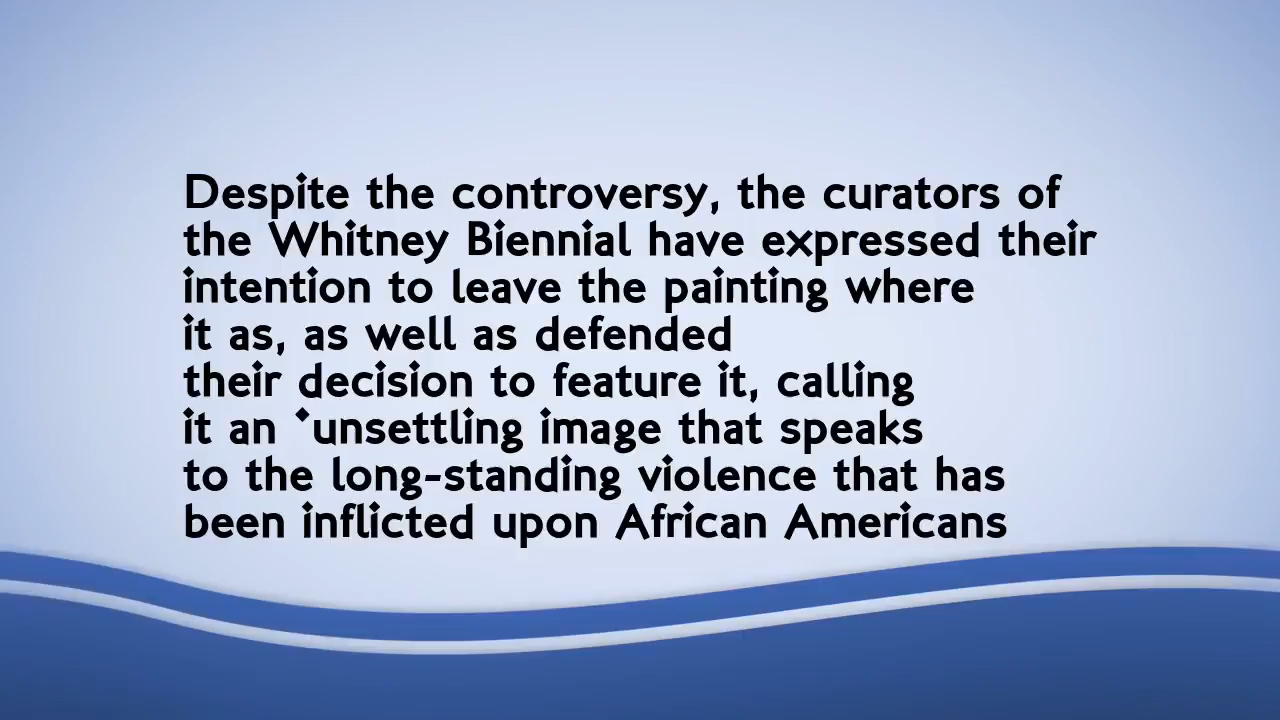 Despite the controversy, the curators of
the Whitney Biennial have expressed their
intention to leave the painting where
it as, as well as defended
their decision to feature it, calling
it an ‛unsettling image that speaks
to the long-standing violence that has
been inflicted upon African Americans